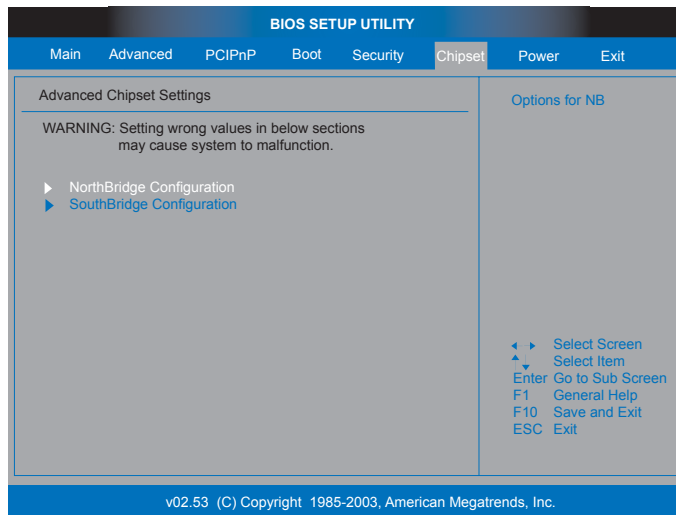 BIOS SETUP UTILITY
Main Advanced PCIPnP Boot Security Chipset Power Exit
Advanced Chipset Settings
WARNING: Setting wrong values in below sections
may cause system to malfunction.
NorthBridge Configuration
SouthBridge Configuration
Options for NB
Select Screen
Select Item
Enter Go to Sub Screen
F1 General Help
F10 Save and Exit
ESC Exit
v02.53 (C) Copyright 1985-2003, American Megatrends, Inc.